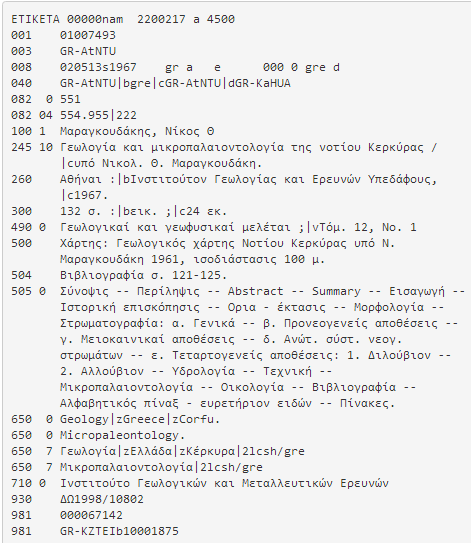 ΕΤΙΚΕΤΑ 00000nam  2200217 a 4500
001    01007493
003    GR-AtNTU
008    020513s1967    gr a   e      000 0 gre d
040    GR-AtNTU|bgre|cGR-AtNTU|dGR-KaHUA
082  0 551
082 04 554.955|222
100 1  Μαραγκουδάκης, Νίκος Θ
245 10 Γεωλογία και μικροπαλαιοντολογία της νοτίου Κερκύρας /
|cυπό Νικολ. Θ. Μαραγκουδάκη.
260    Αθήναι :|bΙνστιτούτον Γεωλογίας και Ερευνών Υπεδάφους,
|c1967.
300    132 σ. :|bεικ. ;|c24 εκ.
490 0  Γεωλογικαί και γεωφυσικαί μελέται ;|vΤόμ. 12, Νο. 1
500    Χάρτης: Γεωλογικός χάρτης Νοτίου Κερκύρας υπό Ν.
Μαραγκουδάκη 1961, ισοδιάστασις 100 μ.
504    Βιβλιογραφία σ. 121-125.
505 0  Σύνοψις -- Περίληψις -- Abstract -- Summary -- Εισαγωγή --
Ιστορική επισκόπησις -- Ορια - έκτασις -- Μορφολογία --
Στρωματογραφία: α. Γενικά -- β. Προνεογενείς αποθέσεις --
γ. Μειοκαινικαί αποθέσεις -- δ. Ανώτ. σύστ. νεογ.
στρωμάτων -- ε. Τεταρτογενείς αποθέσεις: 1. Διλούβιον --
2. Αλλούβιον -- Υδρολογία -- Τεχνική --
Μικροπαλαιοντολογία -- Οικολογία -- Βιβλιογραφία --
Αλφαβητικός πίναξ - ευρετήριον ειδών -- Πίνακες.
650  0 Geology|zGreece|zCorfu.
650  0 Micropaleontology.
650  7 Γεωλογία|zΕλλάδα|zΚέρκυρα|2lcsh/gre
650  7 Μικροπαλαιοντολογία|2lcsh/gre
710 0  Ινστιτούτο Γεωλογικών και Μεταλλευτικών Ερευνών
930    ΔΩ1998/10802
981    000067142
981    GR-KZTEIb10001875